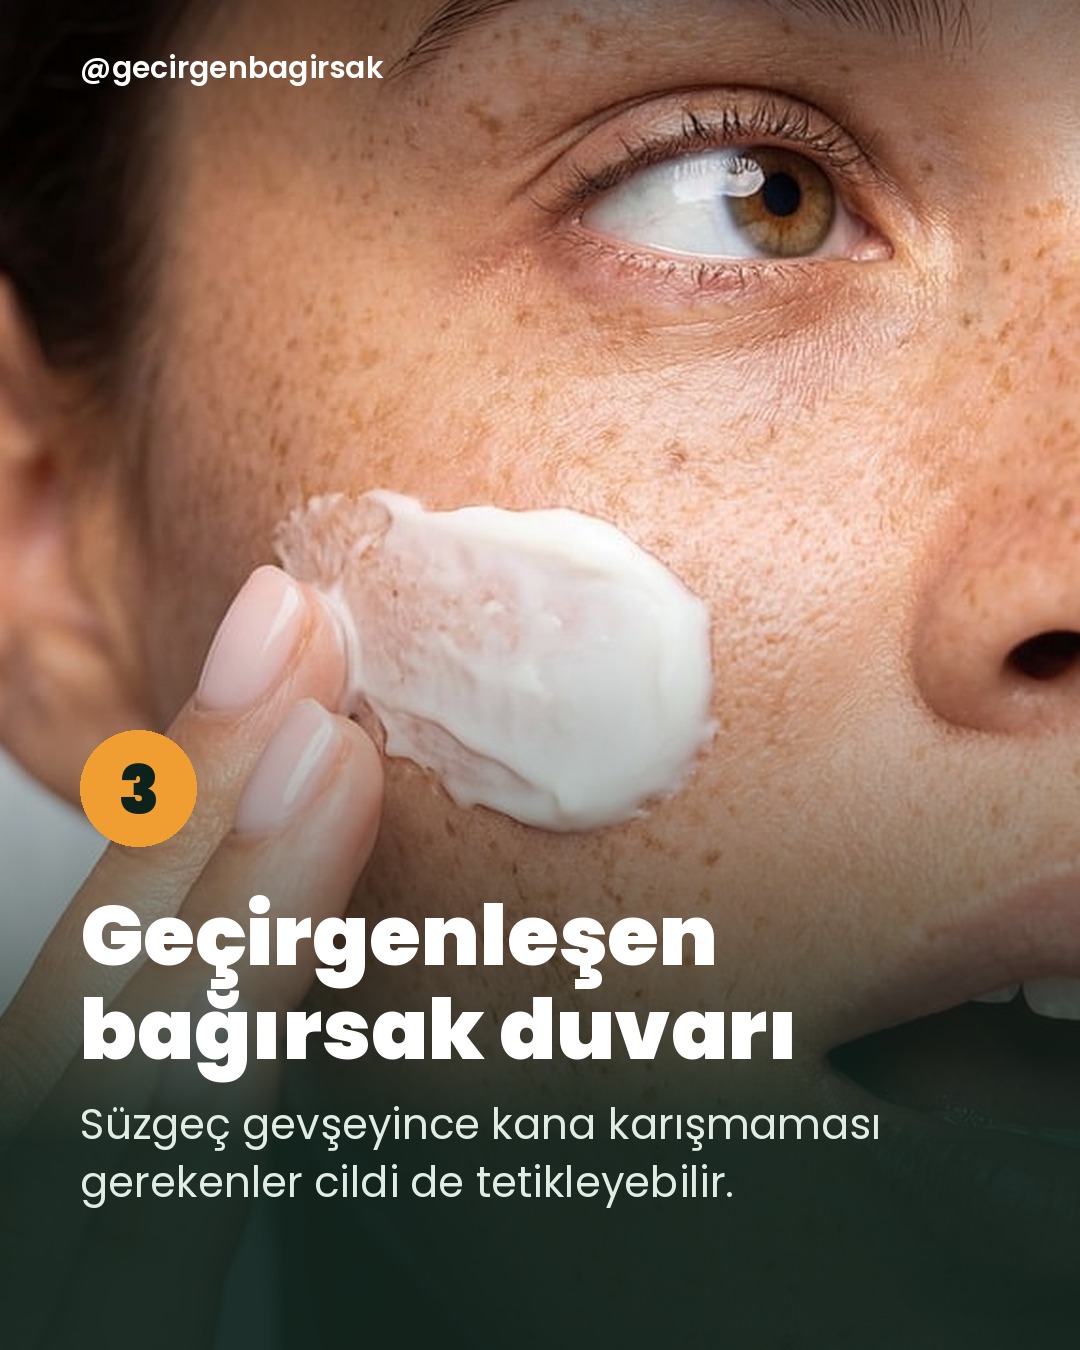 @gecirgenbagirsak
3
Geçirgenleşen
bağırsak duvarı
Süzgeç gevşeyince kana karışmaması
gerekenler cildi de tetikleyebilir.